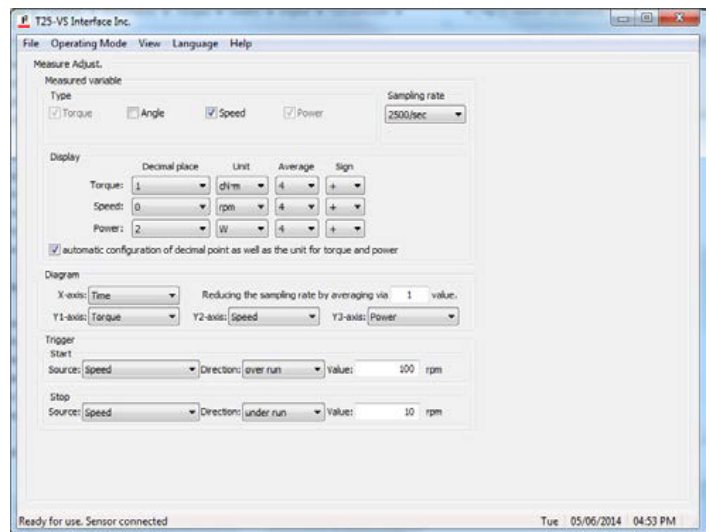 T25-VS Interface Inc.
File Operating Mode View Language Help
Measure Adjust.
Measured variable
Type
Torque Angle Speed Power
Sampling rate
2500/sec
Display
Decimal place Unit Average Sign
Torque: 1 cN·m 4 +
Speed: 0 rpm 4 +
Power: 2 W 4 +
automatic configuration of decimal point as well as the unit for torque and power
Diagram
X-axis: Time Reducing the sampling rate by averaging via 1 value.
Y1-axis: Torque Y2-axis: Speed Y3-axis: Power
Trigger
Start
Source: Speed Direction: over run Value: 100 rpm
Stop
Source: Speed Direction: under run Value: 10 rpm
Ready for use. Sensor connected Tue 05/06/2014 04:53 PM